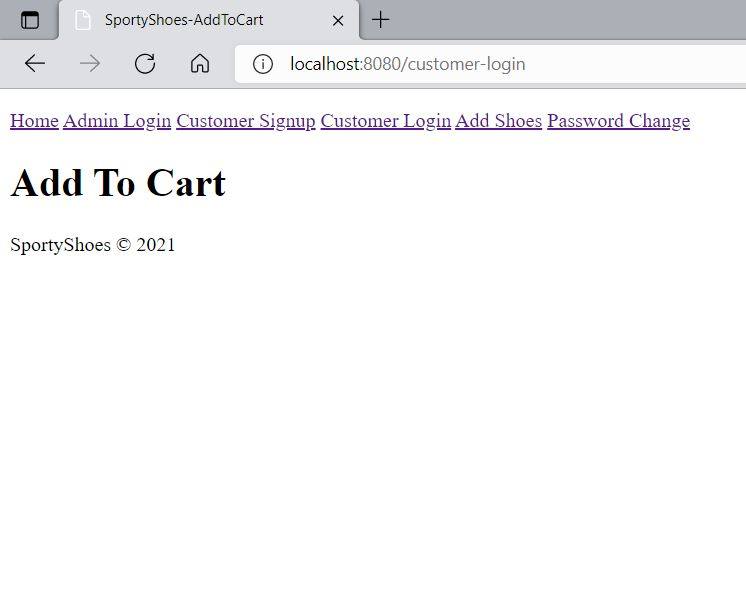 SportyShoes-AddToCart
localhost:8080/customer-login
Home Admin Login Customer Signup Customer Login Add Shoes Password Change
Add To Cart
SportyShoes © 2021